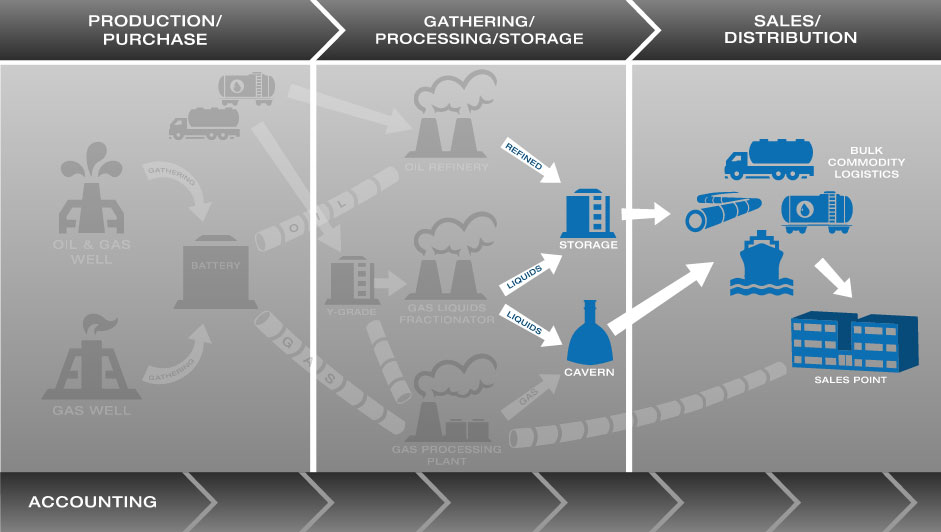 PRODUCTION/
PURCHASE
GATHERING/
PROCESSING/STORAGE
SALES/
DISTRIBUTION
GATHERING
OIL & GAS
WELL
BATTERY
GATHERING
GAS WELL
OIL
GAS
OIL REFINERY
REFINED
Y-GRADE
GAS LIQUIDS
FRACTIONATOR
LIQUIDS
LIQUIDS
STORAGE
CAVERN
GAS
GAS PROCESSING
PLANT
BULK
COMMODITY
LOGISTICS
SALES POINT
ACCOUNTING